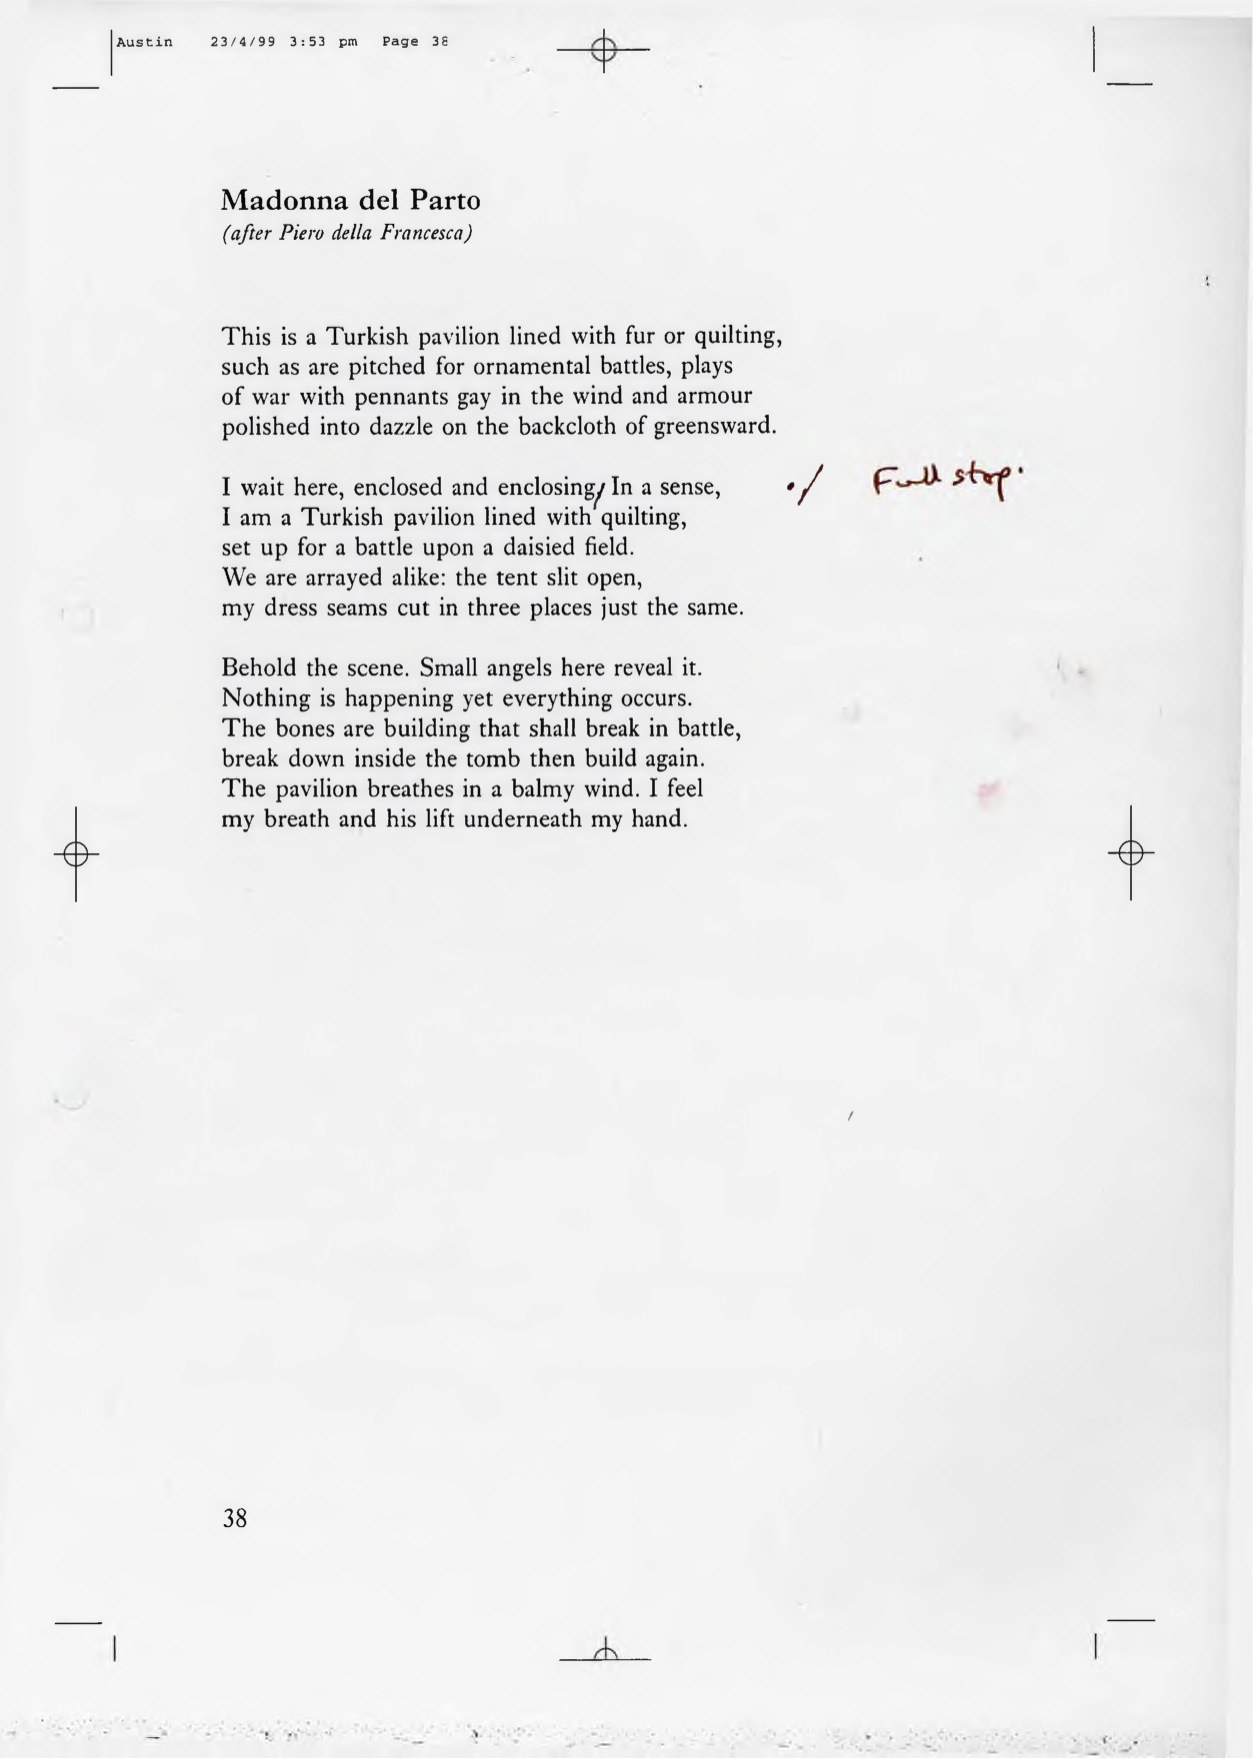 Austin 23/4/99 3:53 pm Page 38
Madonna del Parto
(after Piero della Francesca)
This is a Turkish pavilion lined with fur or quilting,
such as are pitched for ornamental battles, plays
of war with pennants gay in the wind and armour
polished into dazzle on the backcloth of greensward.
I wait here, enclosed and enclosing/ In a sense, ./ Full stop.
I am a Turkish pavilion lined with quilting,
set up for a battle upon a daisied field.
We are arrayed alike: the tent slit open,
my dress seams cut in three places just the same.
Behold the scene. Small angels here reveal it.
Nothing is happening yet everything occurs.
The bones are building that shall break in battle,
break down inside the tomb then build again.
The pavilion breathes in a balmy wind. I feel
my breath and his lift underneath my hand.
38